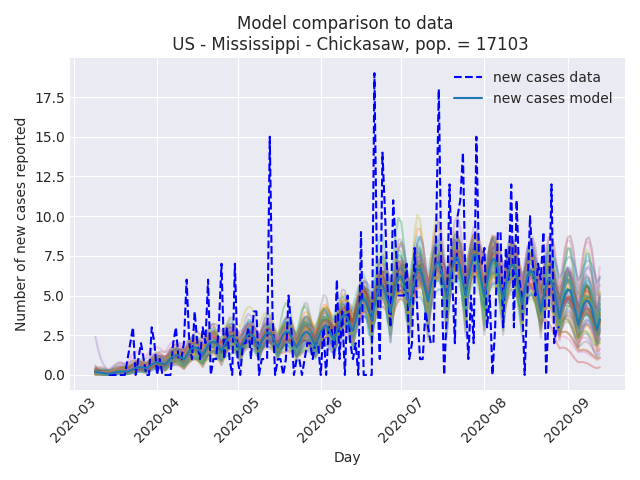 Model comparison to data
US - Mississippi - Chickasaw, pop. = 17103
new cases data
new cases model
Number of new cases reported
17.5
15.0
12.5
10.0
7.5
5.0
2.5
0.0
2020-03
2020-04
2020-05
2020-06
2020-07
2020-08
2020-09
Day